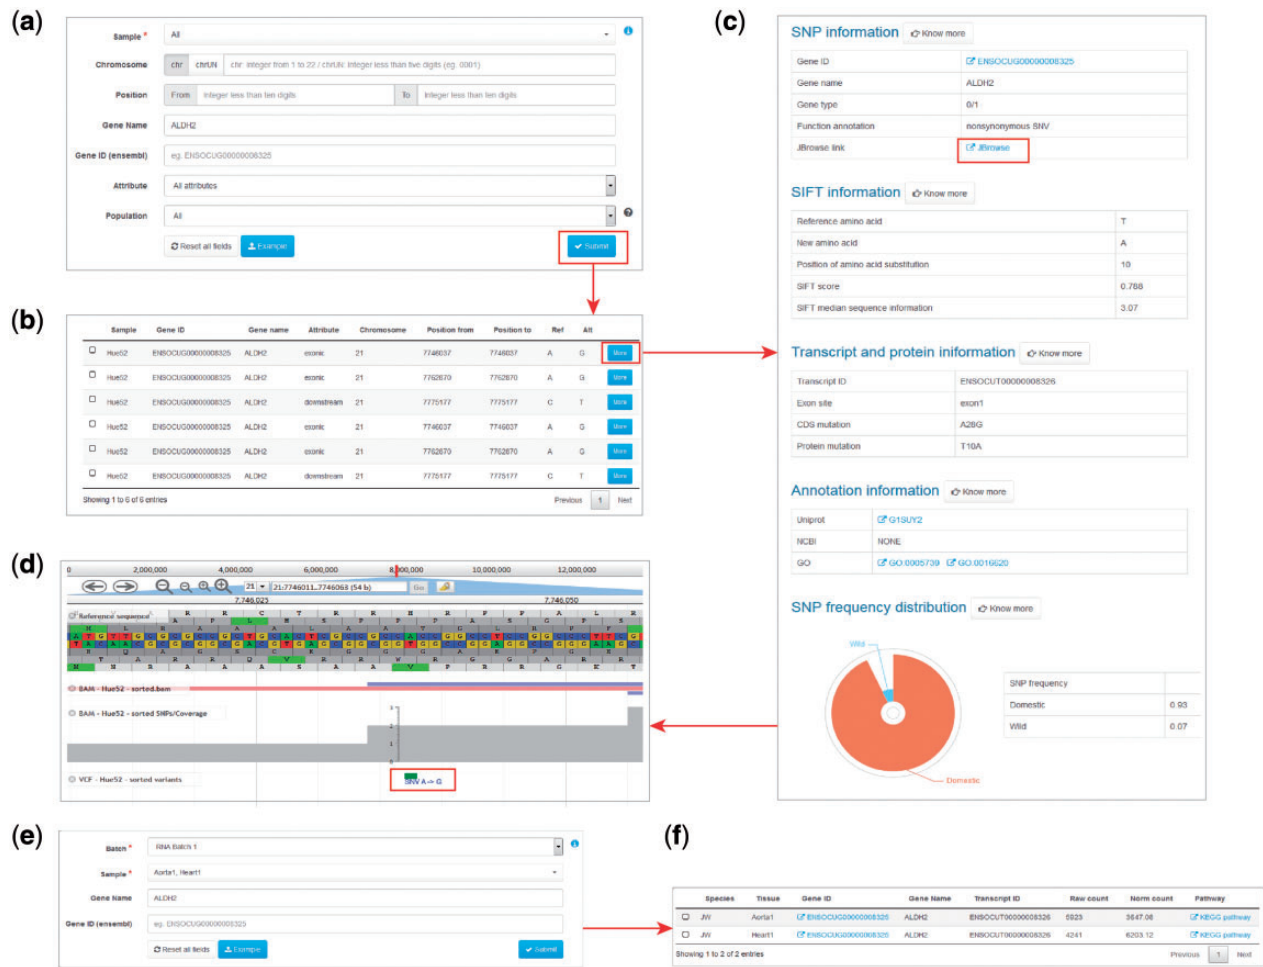 (a)
Sample * All
Chromosome chr chrUN chr: Integer from 1 to 22 / chrUN: Integer less than five digits (eg. 0001)
Position From Integer less than ten digits To Integer less than ten digits
Gene Name ALDH2
Gene ID (ensembl) eg. ENSOCUG00000008325
Attribute All attributes
Population All
Reset all fields Example Submit
(b)
Sample Gene ID Gene name Attribute Chromosome Position from Position to Ref Alt
Hue52 ENSOCUG00000008325 ALDH2 exonic 21 7746037 7746037 A G More
Hue52 ENSOCUG00000008325 ALDH2 exonic 21 7762870 7762870 A G More
Hue52 ENSOCUG00000008325 ALDH2 downstream 21 7775177 7775177 C T More
Hue52 ENSOCUG00000008325 ALDH2 exonic 21 7746037 7746037 A G More
Hue52 ENSOCUG00000008325 ALDH2 exonic 21 7762870 7762870 A G More
Hue52 ENSOCUG00000008325 ALDH2 downstream 21 7775177 7775177 C T More
Showing 1 to 6 of 6 entries Previous 1 Next
(c)
SNP information Know more
Gene ID ENSOCUG00000008325
Gene name ALDH2
Gene type 0/1
Function annotation nonsynonymous SNV
JBrowse link JBrowse
SIFT information Know more
Reference amino acid T
New amino acid A
Position of amino acid substitution 10
SIFT score 0.788
SIFT median sequence information 3.07
Transcript and protein iniformation Know more
Transcript ID ENSOCUT00000008326
Exon site exon1
CDS mutation A28G
Protein mutation T10A
Annotation information Know more
Uniprot G1SUY2
NCBI NONE
GO GO:0005739 GO:0016620
SNP frequency distribution Know more
Wild
Domestic
SNP frequency
Domestic 0.93
Wild 0.07
(d)
0 2,000,000 4,000,000 6,000,000 8,000,000 10,000,000 12,000,000
21 21:7746011..7746063 (54 b) Go
7,746,025 7,746,050
Reference sequence
BAM - Hue52 - sorted.bam
BAM - Hue52 - sorted SNPs/Coverage
3
2
1
VCF - Hue52 - sorted variants
SNV A -> G
(e)
Batch * RNA Batch 1
Sample * Aorta1, Heart1
Gene Name ALDH2
Gene ID (ensembl) eg. ENSOCUG00000008325
Reset all fields Example Submit
(f)
Species Tissue Gene ID Gene Name Transcript ID Raw count Norm count Pathway
JW Aorta1 ENSOCUG00000008325 ALDH2 ENSOCUT00000008326 5923 3647.08 KEGG pathway
JW Heart1 ENSOCUG00000008325 ALDH2 ENSOCUT00000008326 4241 6203.12 KEGG pathway
Showing 1 to 2 of 2 entries Previous 1 Next